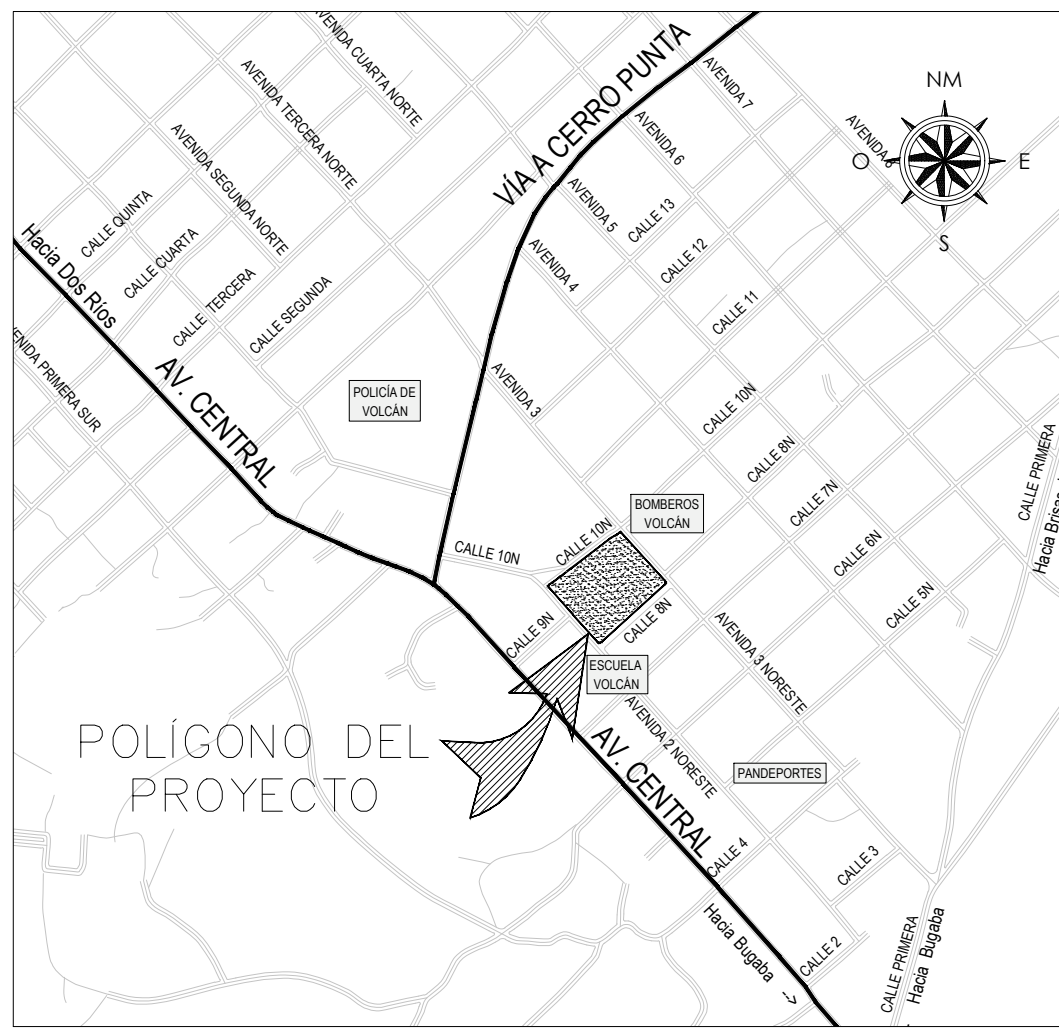 AVENIDA CUARTA NORTE
AVENIDA TERCERA NORTE
AVENIDA SEGUNDA NORTE
CALLE QUINTA
CALLE CUARTA
CALLE TERCERA
CALLE SEGUNDA
Hacia Dos Ríos
ENIDA PRIMERA SUR
AV. CENTRAL
VÍA A CERRO PUNTA
AVENIDA 7
AVENIDA 6
AVENIDA 5
AVENIDA 4
AVENIDA 3
CALLE 13
CALLE 12
CALLE 11
CALLE 10N
CALLE 8N
CALLE 7N
CALLE 6N
CALLE 5N
NM
O
E
S
POLICÍA DE
VOLCÁN
BOMBEROS
VOLCÁN
CALLE 10N
CALLE 10N
CALLE 9N
CALLE 8N
ESCUELA
VOLCÁN
AVENIDA 3 NORESTE
AVENIDA 2 NORESTE
PANDEPORTES
POLÍGONO DEL
PROYECTO
AV. CENTRAL
CALLE 4
CALLE 3
CALLE 2
Hacia Bugaba -->
CALLE PRIMERA
CALLE PRIMERA
Hacia Bugaba